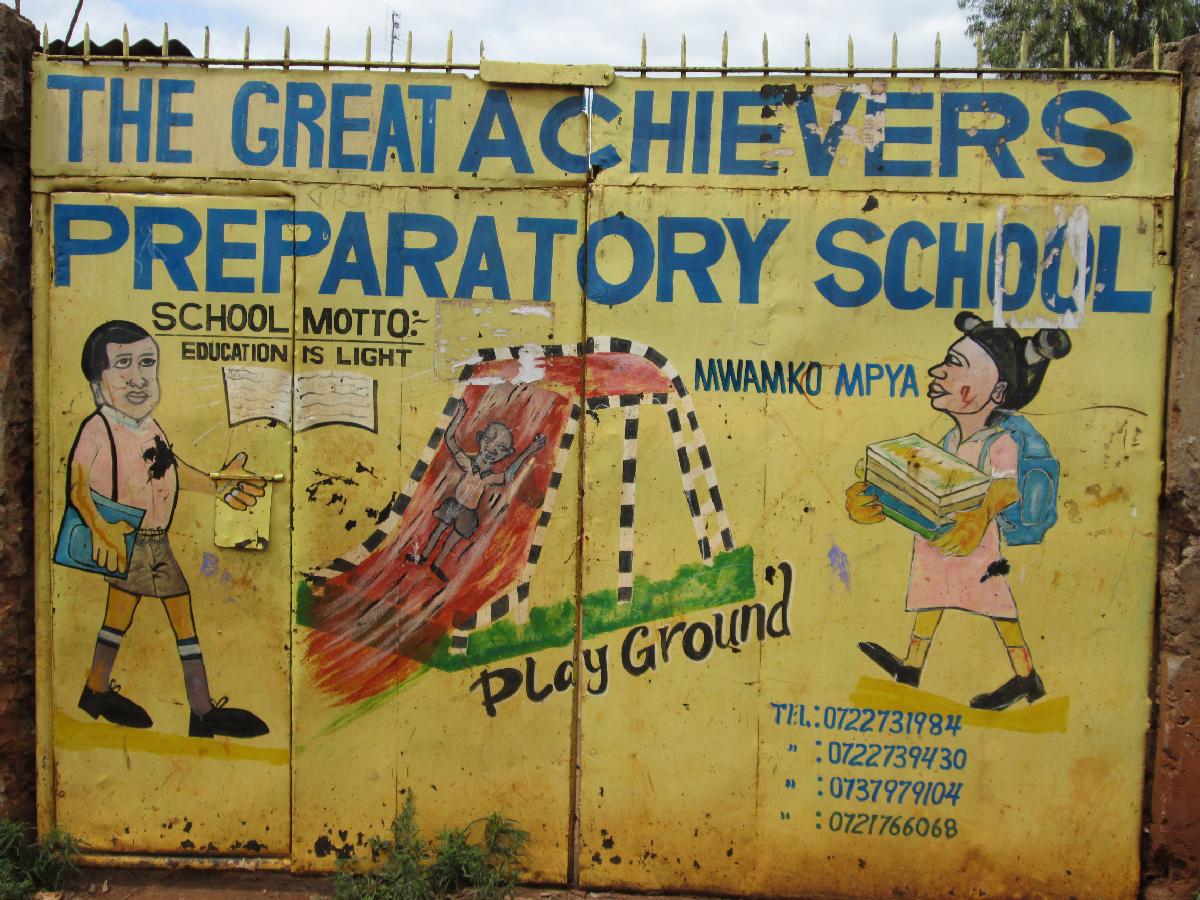 THE GREAT ACHIEVERS
PREPARATORY SCHOOL
SCHOOL MOTTO:~
EDUCATION IS LIGHT
MWAMKO MPYA
Play Ground
TEL.: 0722731984
" : 0722739430
" : 0737979104
" : 0721766068